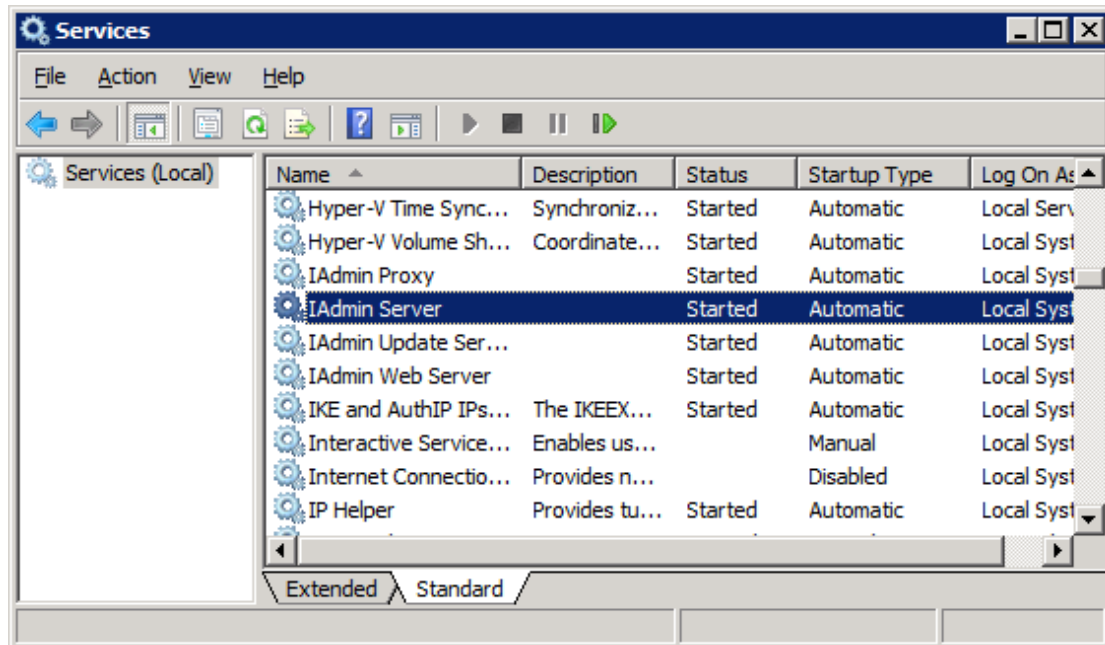 Services
File Action View Help
Services (Local)
Name Description Status Startup Type Log On As
Hyper-V Time Sync... Synchroniz... Started Automatic Local Serv
Hyper-V Volume Sh... Coordinate... Started Automatic Local Syst
IAdmin Proxy Started Automatic Local Syst
IAdmin Server Started Automatic Local Syst
IAdmin Update Ser... Started Automatic Local Syst
IAdmin Web Server Started Automatic Local Syst
IKE and AuthIP IPs... The IKEEX... Started Automatic Local Syst
Interactive Service... Enables us... Manual Local Syst
Internet Connectio... Provides n... Disabled Local Syst
IP Helper Provides tu... Started Automatic Local Syst
Extended Standard